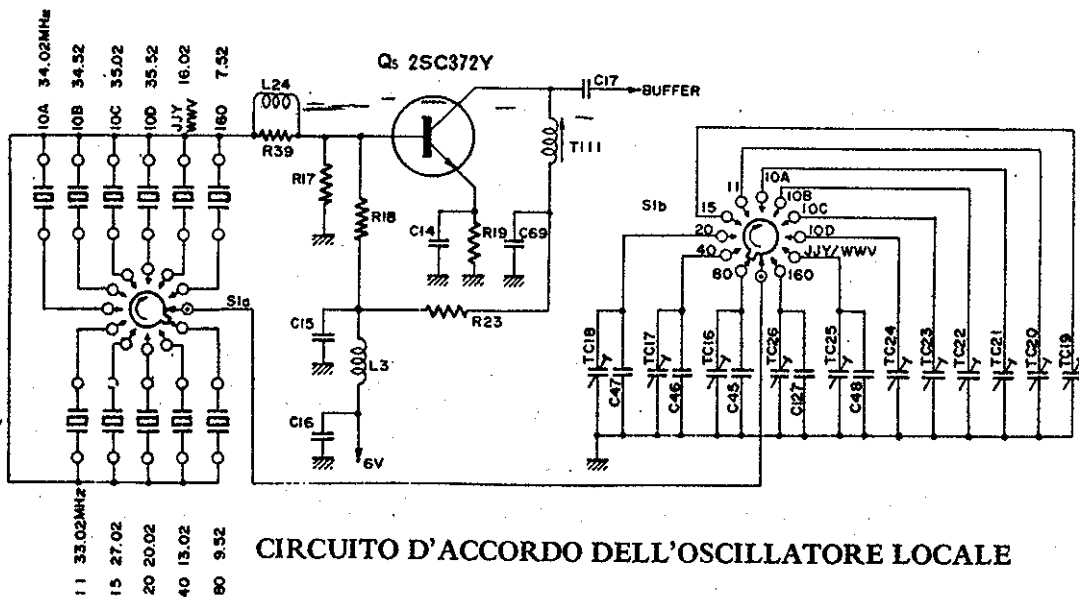 10A 34.02MHz
10B 34.52
10C 35.02
10D 35.52
JJY WWV 16.02
160 7.52
Q5 2SC372Y
L24
R39
C17
BUFFER
T111
R17
R18
C14
R19
C69
S1a
C15
L3
R23
C16
6V
S1b
11
10A
10B
10C
10D
JJY/WWV
15
20
40
80
160
TC18
C47
TC17
C46
TC16
C45
TC26
C127
TC25
C48
TC24
TC23
TC22
TC21
TC20
TC19
11 33.02MHz
15 27.02
20 20.02
40 13.02
80 9.52
CIRCUITO D'ACCORDO DELL'OSCILLATORE LOCALE